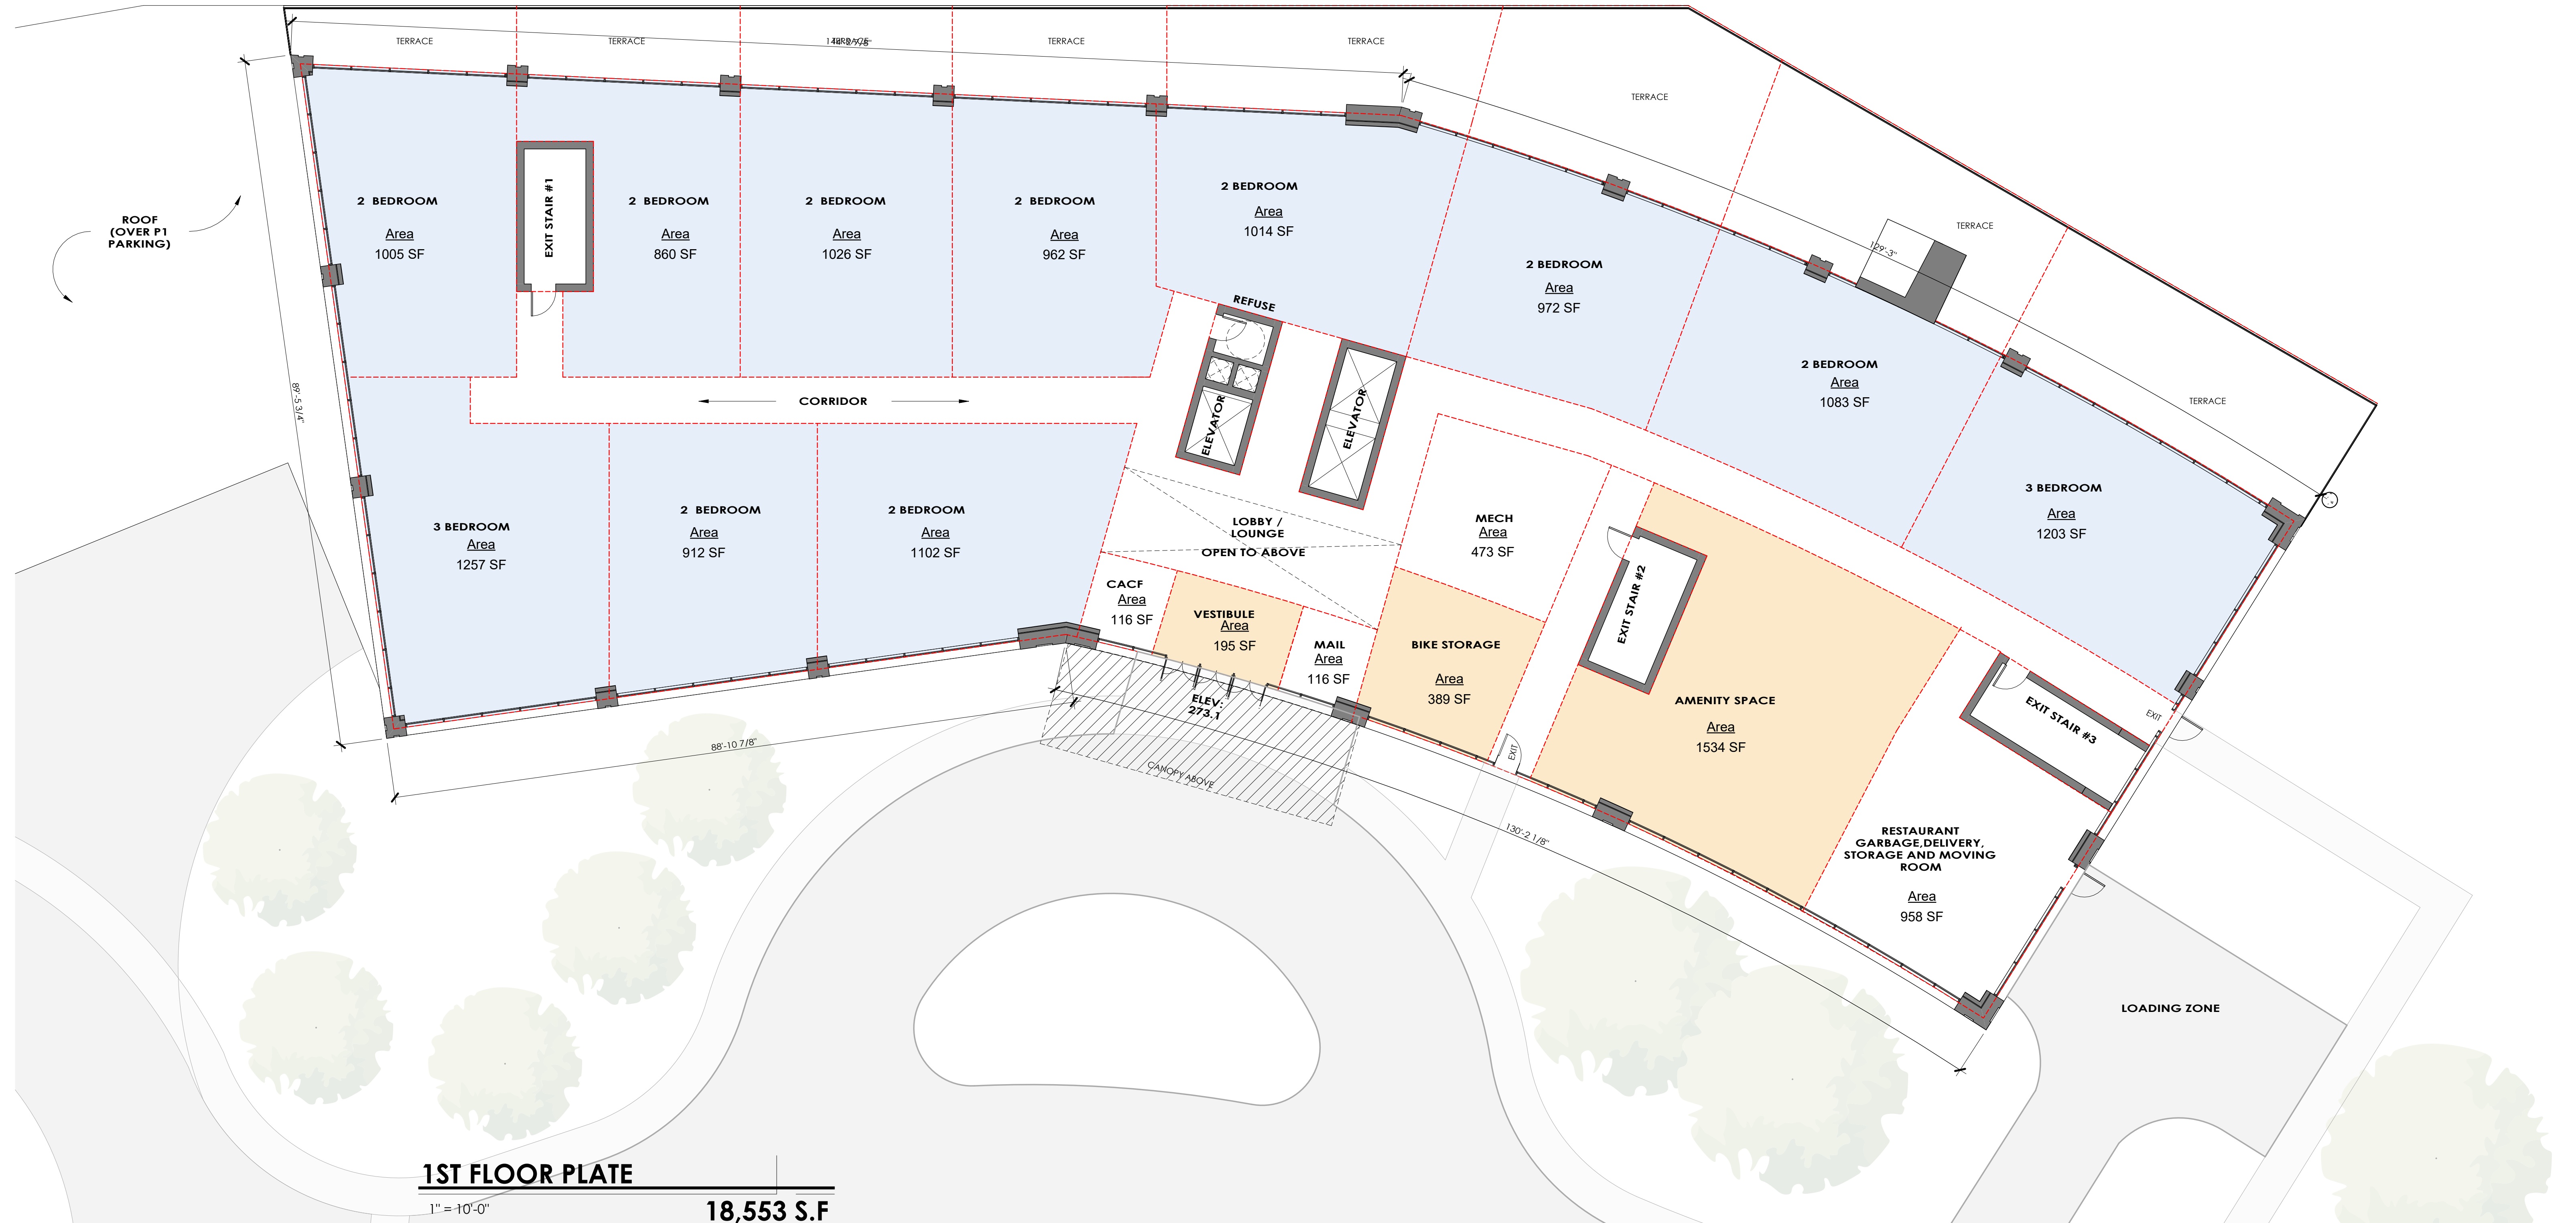 TERRACE
TERRACE
TERRACE
144'-2 7/8"
TERRACE
TERRACE
TERRACE
TERRACE
TERRACE
129'-3"
ROOF
(OVER P1
PARKING)
89'-5 3/4"
2 BEDROOM
Area
1005 SF
EXIT STAIR #1
2 BEDROOM
Area
860 SF
2 BEDROOM
Area
1026 SF
2 BEDROOM
Area
962 SF
2 BEDROOM
Area
1014 SF
2 BEDROOM
Area
972 SF
2 BEDROOM
Area
1083 SF
3 BEDROOM
Area
1203 SF
REFUSE
ELEVATOR
ELEVATOR
CORRIDOR
3 BEDROOM
Area
1257 SF
2 BEDROOM
Area
912 SF
2 BEDROOM
Area
1102 SF
LOBBY /
LOUNGE
OPEN TO ABOVE
MECH
Area
473 SF
CACF
Area
116 SF
VESTIBULE
Area
195 SF
MAIL
Area
116 SF
BIKE STORAGE
Area
389 SF
EXIT STAIR #2
AMENITY SPACE
Area
1534 SF
EXIT STAIR #3
EXIT
EXIT
RESTAURANT
GARBAGE,DELIVERY,
STORAGE AND MOVING
ROOM
Area
958 SF
ELEV:
273.1
CANOPY ABOVE
88'-10 7/8"
130'-2 1/8"
LOADING ZONE
1ST FLOOR PLATE
1" = 10'-0"
18,553 S.F